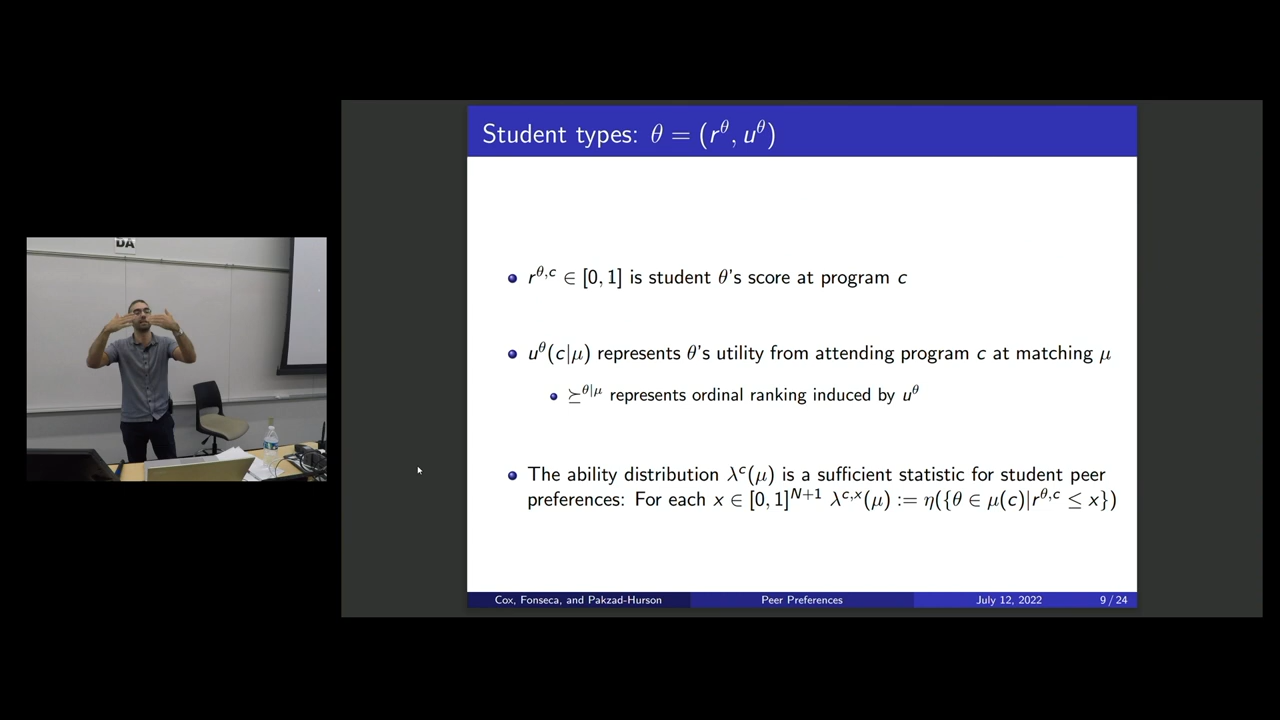 DA
Student types: θ = (r^θ, u^θ)
r^{θ,c} ∈ [0, 1] is student θ's score at program c
u^θ(c|μ) represents θ's utility from attending program c at matching μ
⪰^{θ|μ} represents ordinal ranking induced by u^θ
The ability distribution λ^c(μ) is a sufficient statistic for student peer
preferences: For each x ∈ [0, 1]^{N+1} λ^{c,x}(μ) := η({θ ∈ μ(c)|r^{θ,c} ≤ x})
Cox, Fonseca, and Pakzad-Hurson Peer Preferences July 12, 2022 9 / 24